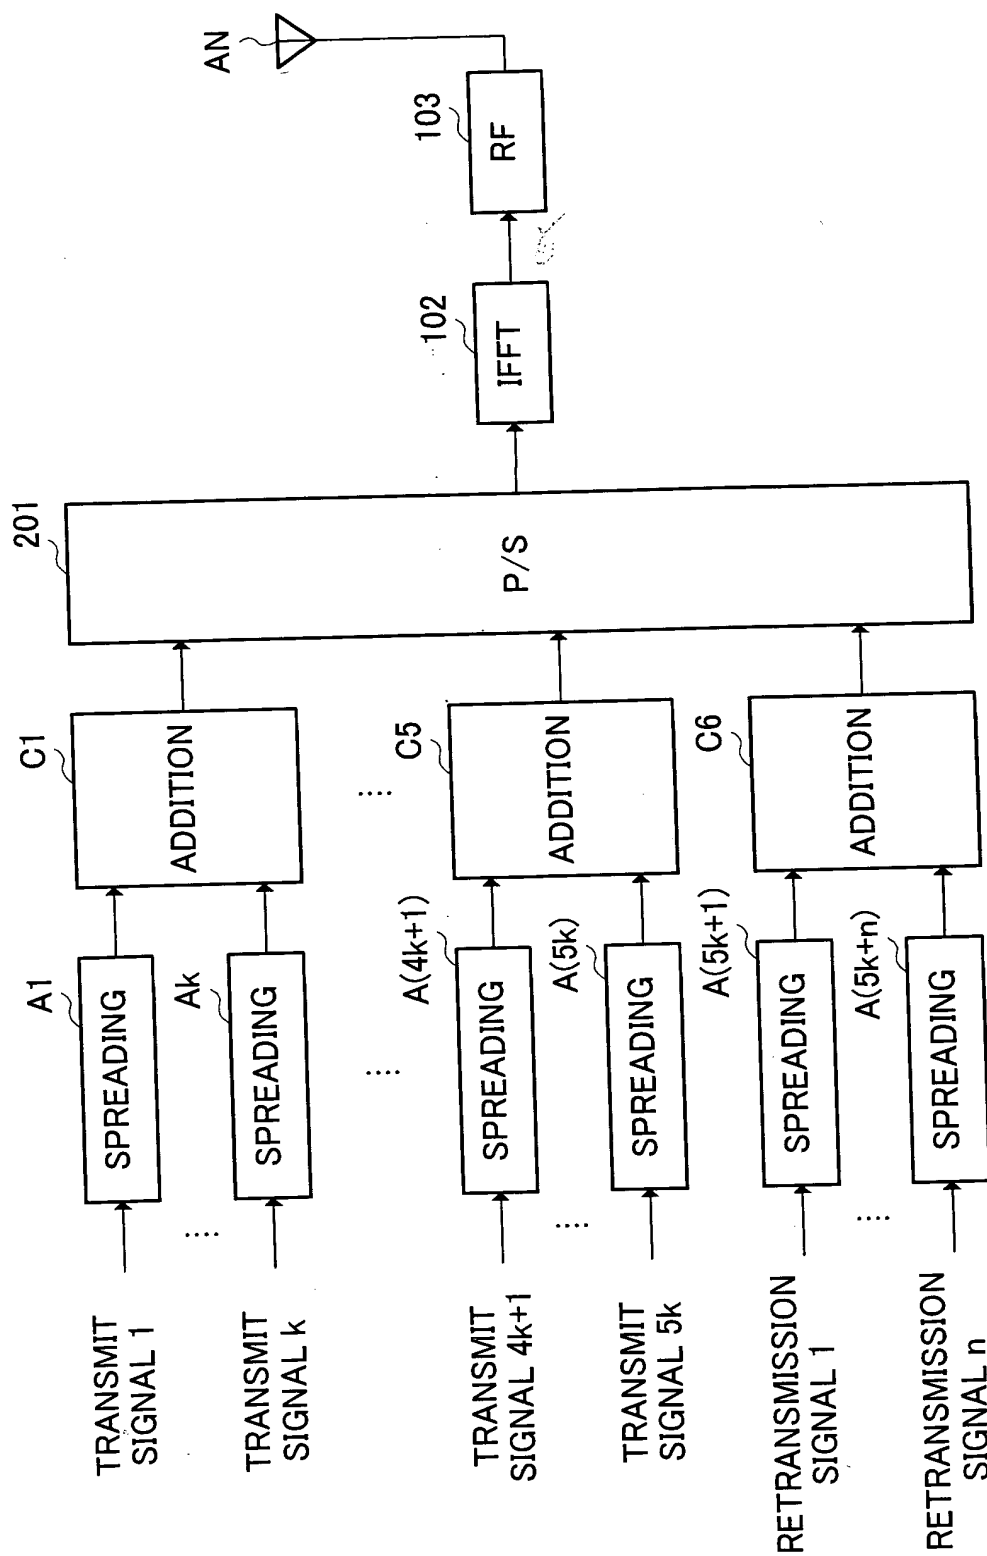 TRANSMIT
SIGNAL 1
TRANSMIT
SIGNAL k
TRANSMIT
SIGNAL 4k+1
TRANSMIT
SIGNAL 5k
RETRANSMISSION
SIGNAL 1
RETRANSMISSION
SIGNAL n
....
....
....
A1
SPREADING
Ak
SPREADING
....
A(4k+1)
SPREADING
A(5k)
SPREADING
A(5k+1)
SPREADING
A(5k+n)
SPREADING
C1
ADDITION
....
C5
ADDITION
C6
ADDITION
201
P/S
102
IFFT
103
RF
AN